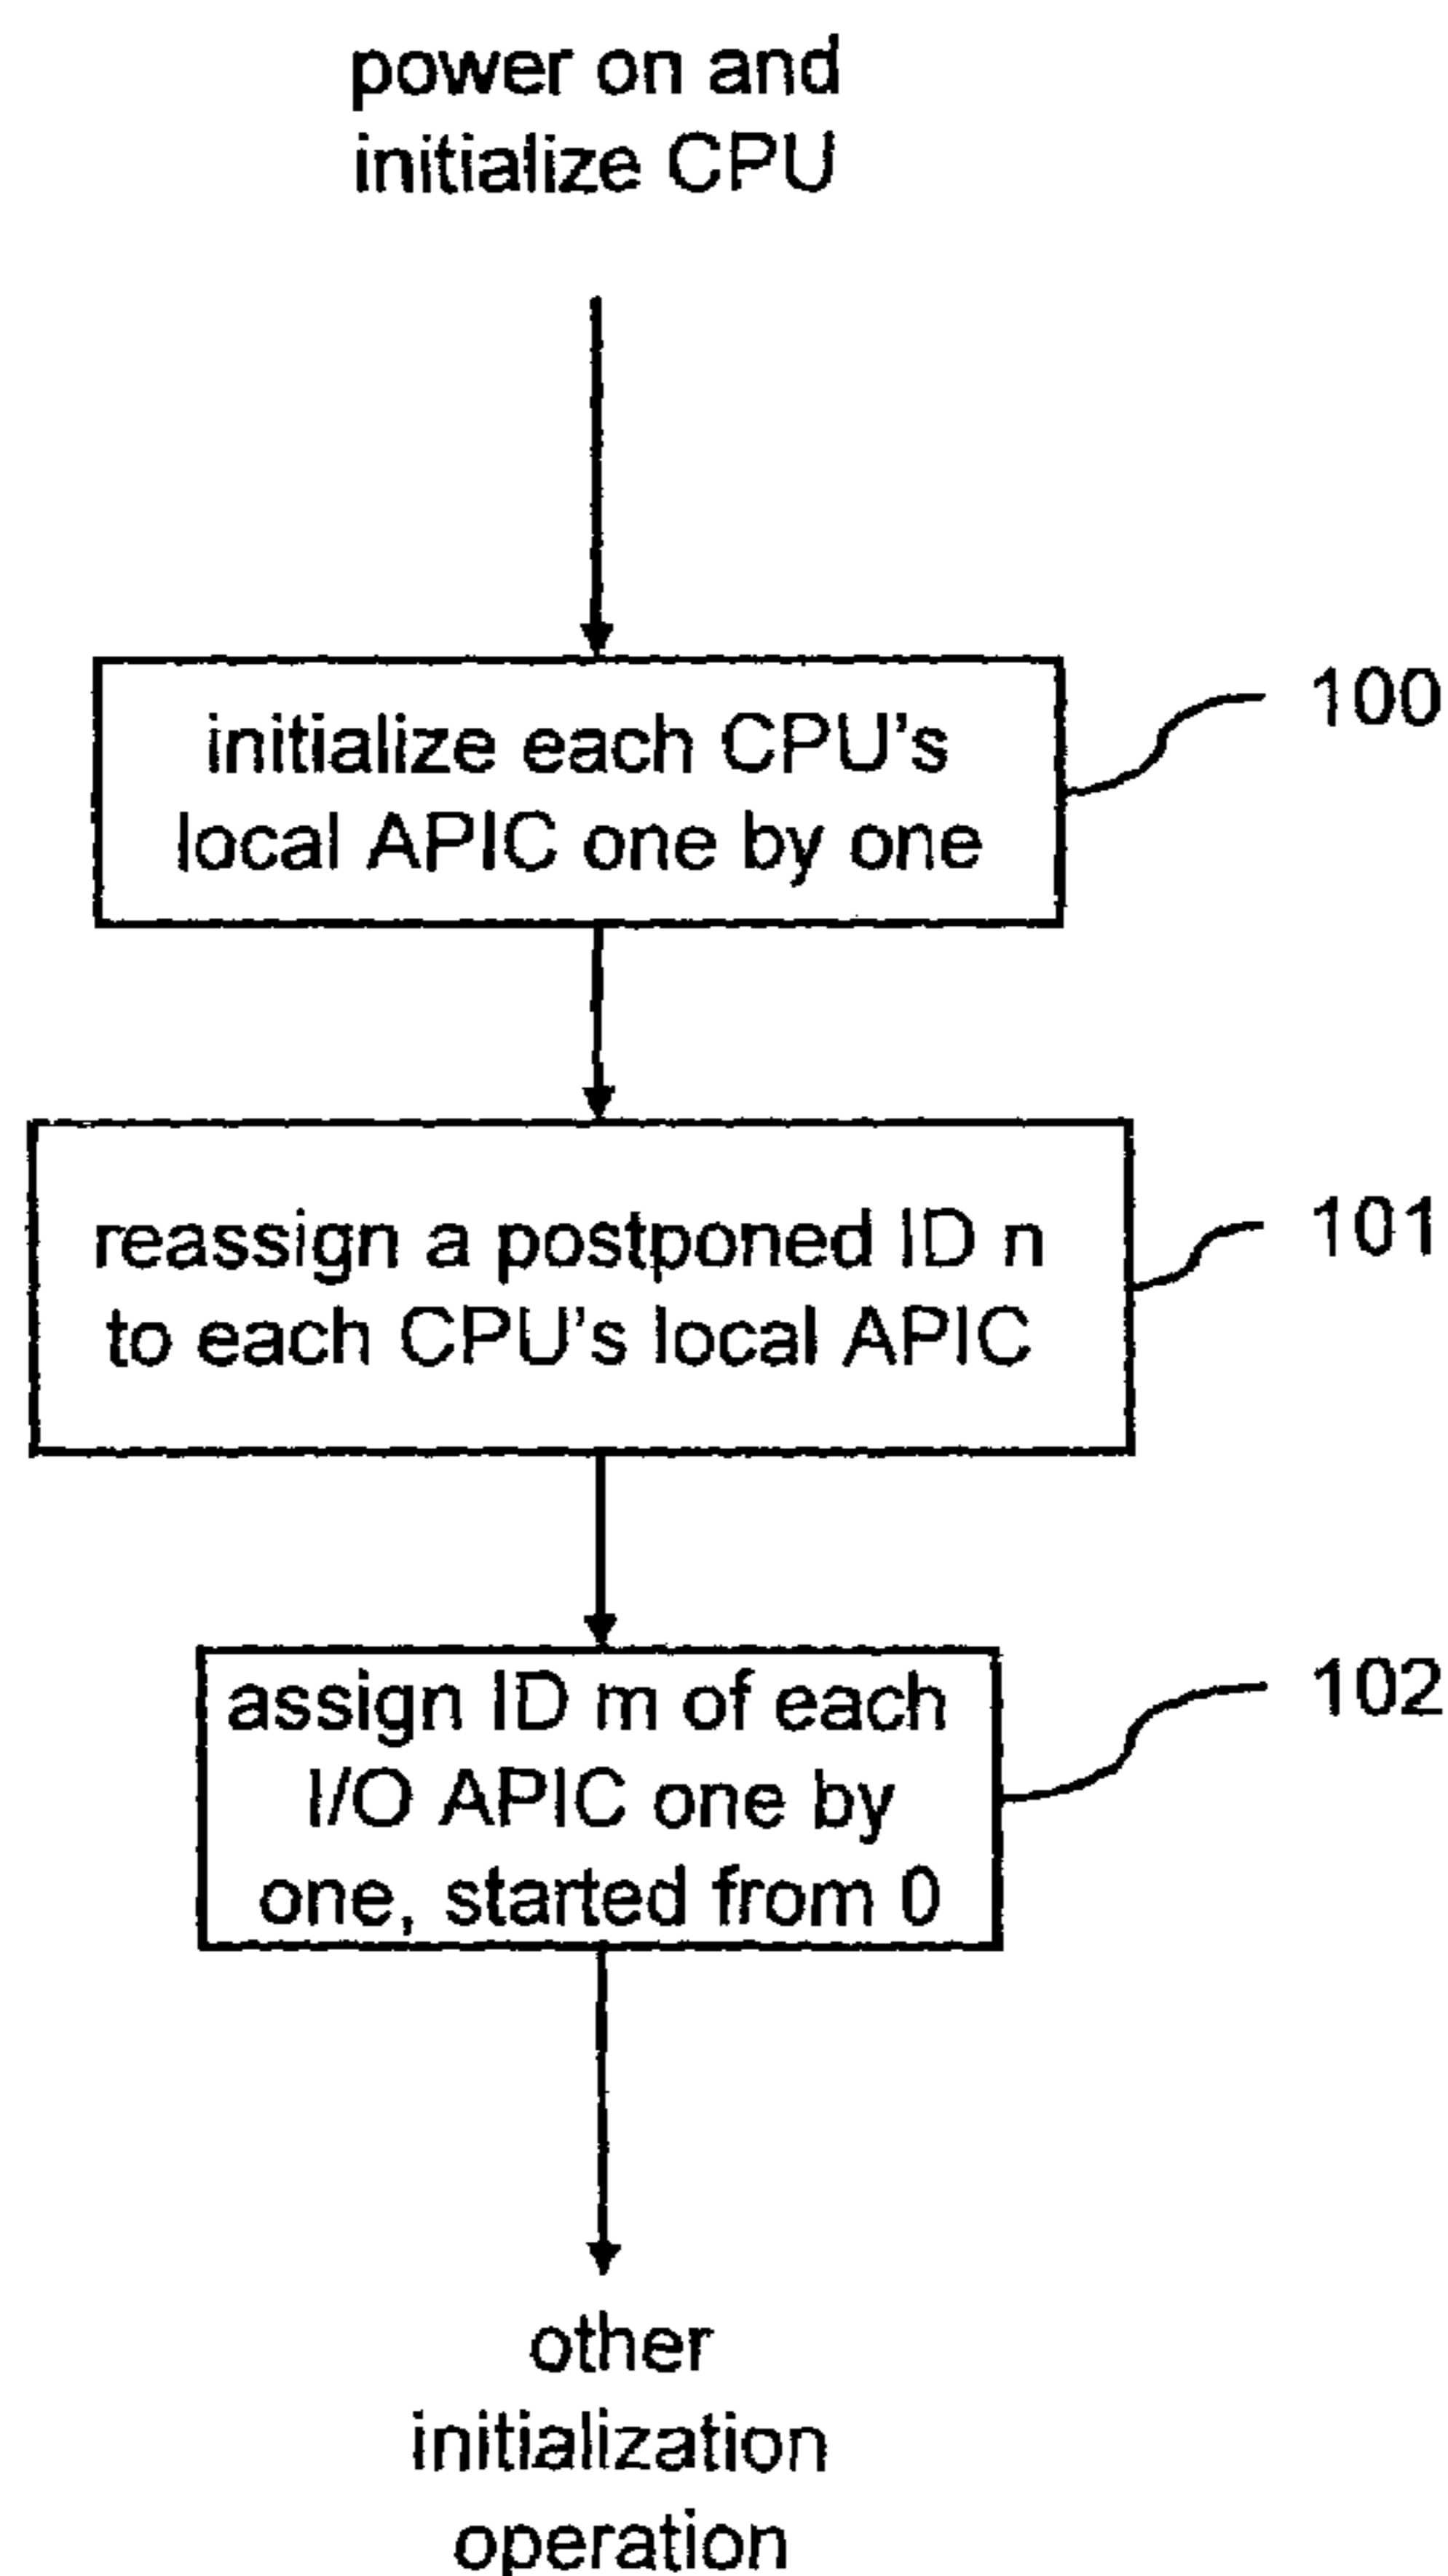 power on and
initialize CPU
initialize each CPU's
local APIC one by one
100
reassign a postponed ID n
to each CPU's local APIC
101
assign ID m of each
I/O APIC one by
one, started from 0
102
other
initialization
operation